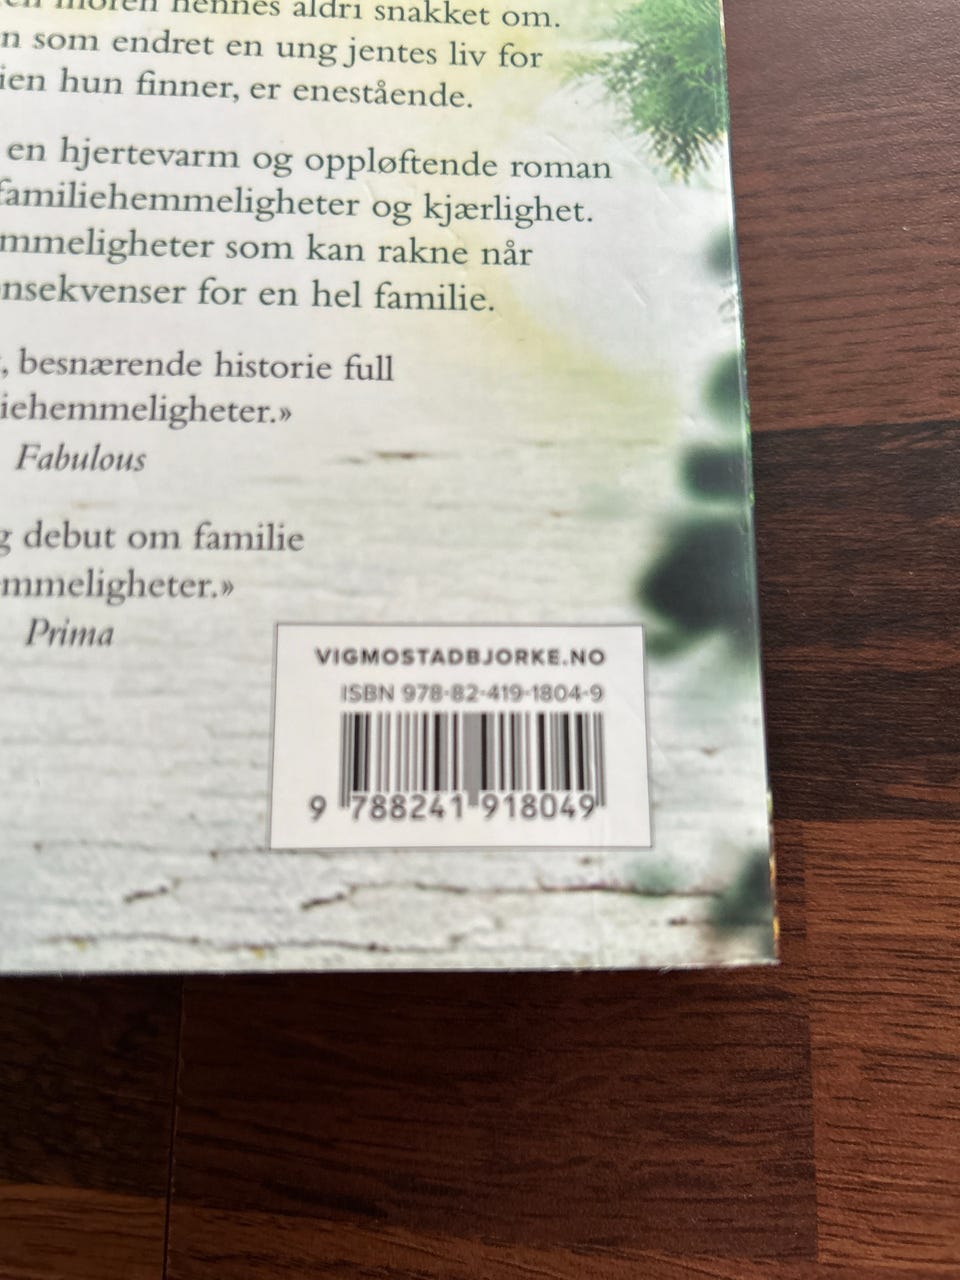 moren hennes aldri snakket om.
som endret en ung jentes liv for
hun finner, er enestående.
en hjertevarm og oppløftende roman
familiehemmeligheter og kjærlighet.
mmeligheter som kan rakne når
nsekvenser for en hel familie.
, besnærende historie full
iehemmeligheter.»
Fabulous
g debut om familie
mmeligheter.»
Prima
VIGMOSTADBJORKE.NO
ISBN 978-82-419-1804-9
9 788241 918049